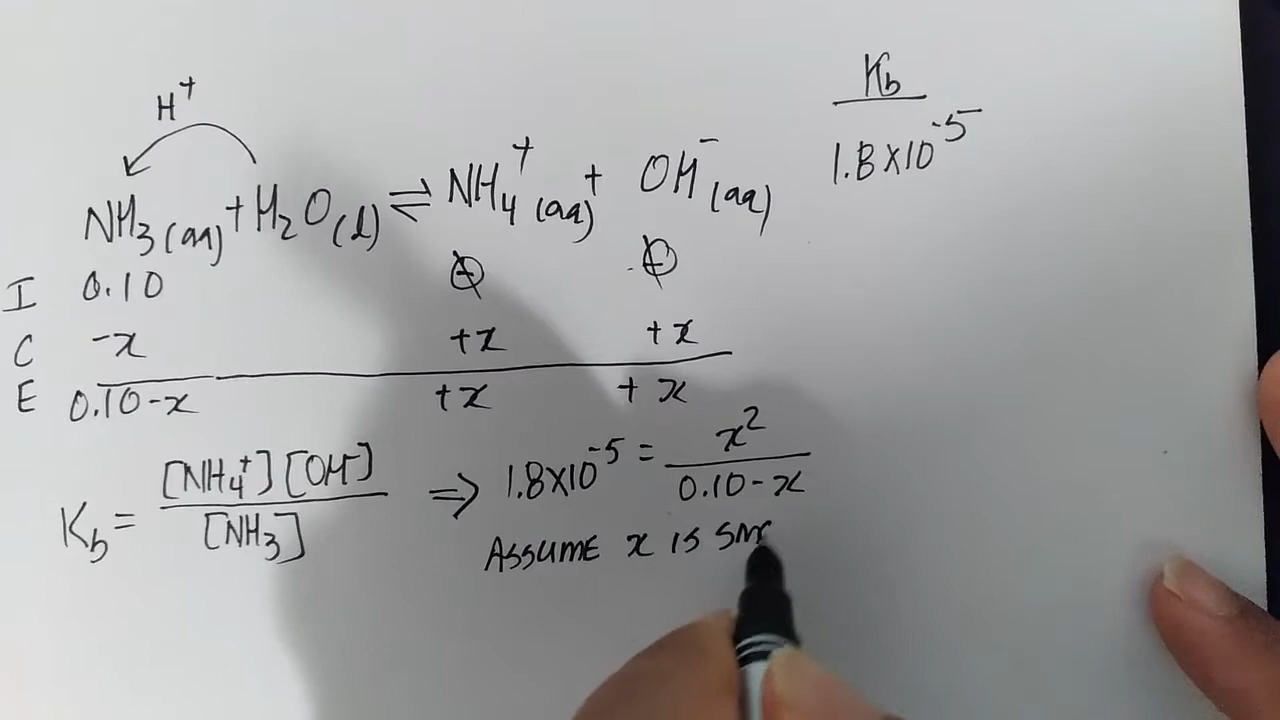 H⁺
Kb
1.8×10⁻⁵
NH₃(aq) + H₂O(l) ⇌ NH₄⁺(aq) + OH⁻(aq)
I 0.10 0 0
C -x +x +x
E 0.10-x +x +x
Kb = [NH₄⁺][OH⁻] / [NH₃] ⇒ 1.8×10⁻⁵ = x² / 0.10-x
ASSUME x IS